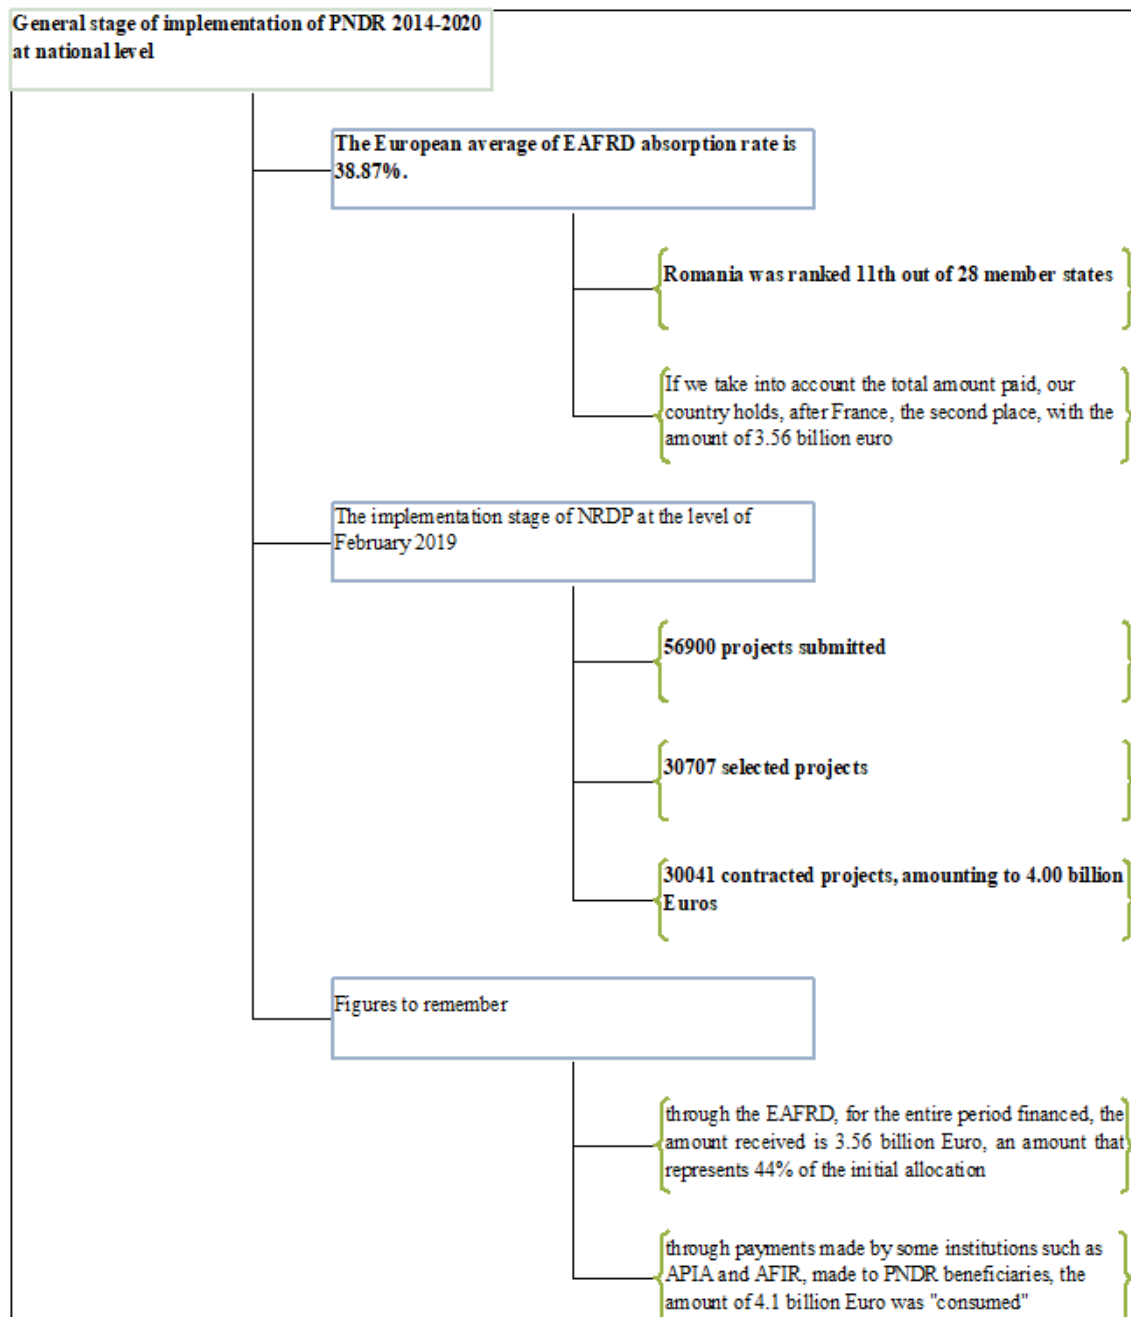 General stage of implementation of PNDR 2014-2020
at national level
The European average of EAFRD absorption rate is
38.87%.
Romania was ranked 11th out of 28 member states
If we take into account the total amount paid, our
country holds, after France, the second place, with the
amount of 3.56 billion euro
The implementation stage of NRDP at the level of
February 2019
56900 projects submitted
30707 selected projects
30041 contracted projects, amounting to 4.00 billion
Euros
Figures to remember
through the EAFRD, for the entire period financed, the
amount received is 3.56 billion Euro, an amount that
represents 44% of the initial allocation
through payments made by some institutions such as
APIA and AFIR, made to PNDR beneficiaries, the
amount of 4.1 billion Euro was "consumed"